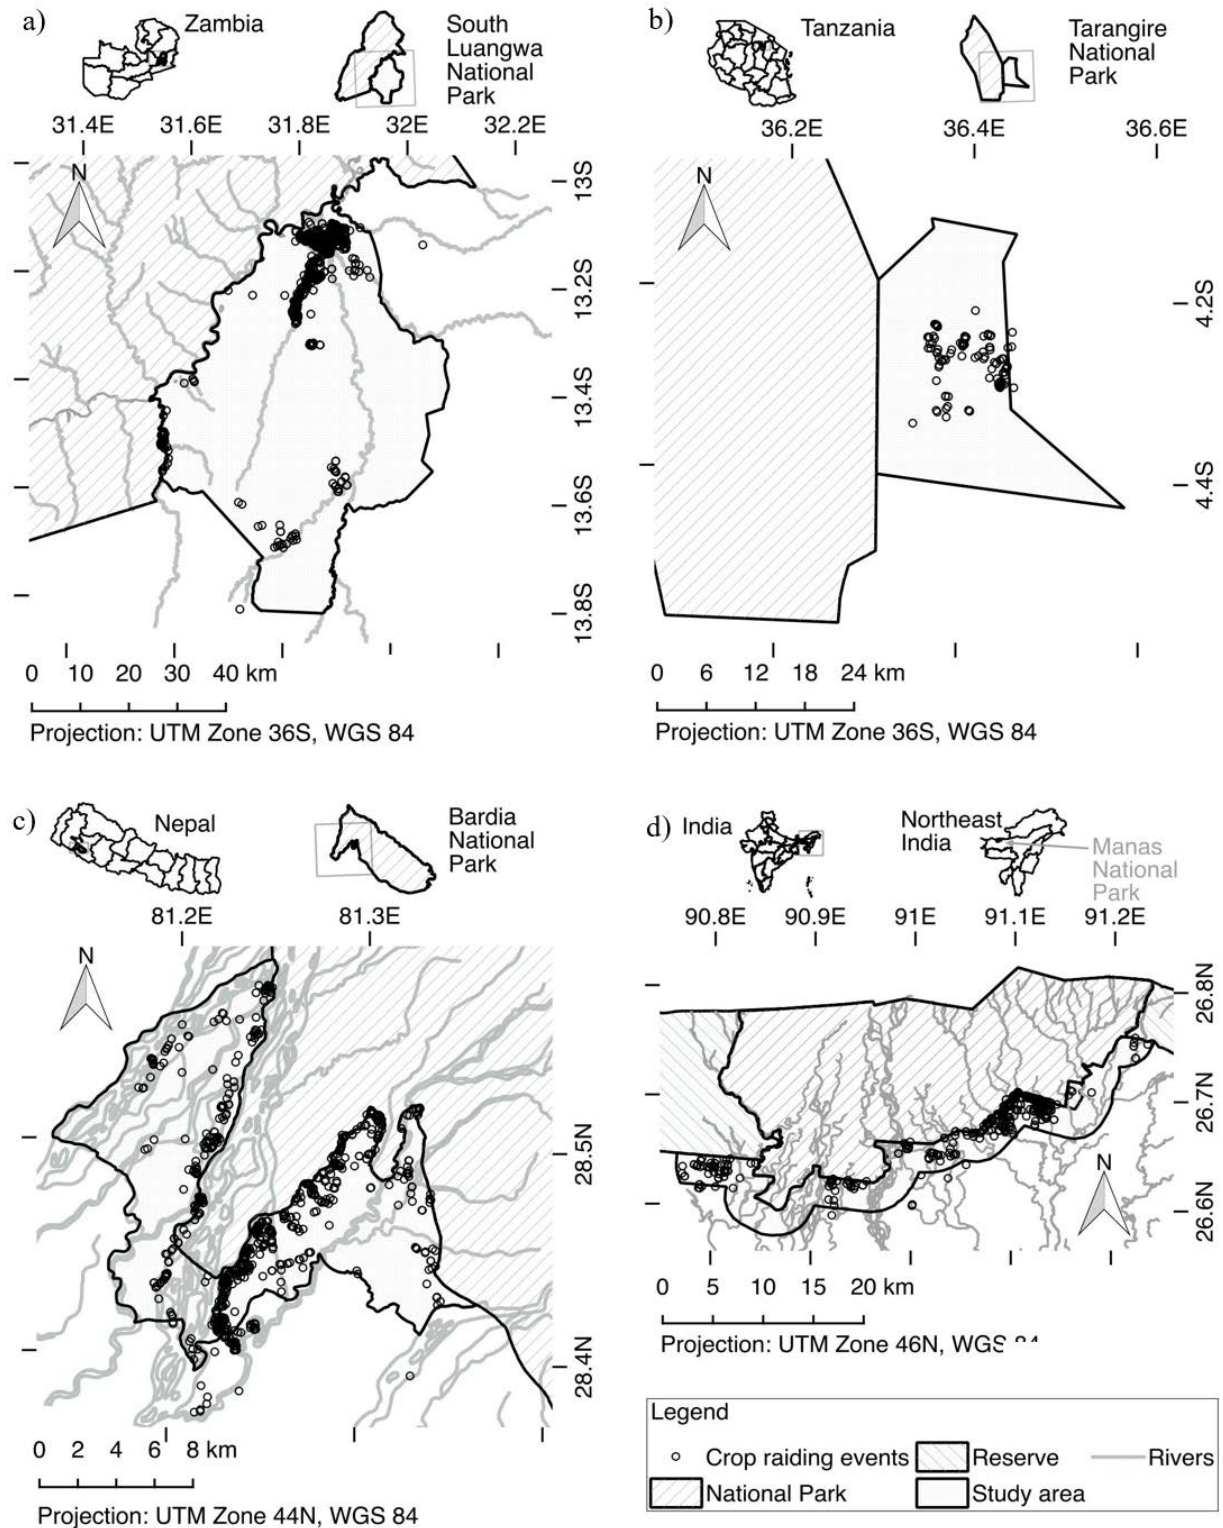 a)
Zambia
South
Luangwa
National
Park
31.4E 31.6E 31.8E 32E 32.2E
N
13S
13.2S
13.4S
13.6S
13.8S
0 10 20 30 40 km
Projection: UTM Zone 36S, WGS 84
b)
Tanzania
Tarangire
National
Park
36.2E 36.4E 36.6E
N
4.2S
4.4S
0 6 12 18 24 km
Projection: UTM Zone 36S, WGS 84
c)
Nepal
Bardia
National
Park
81.2E 81.3E
N
28.5N
28.4N
0 2 4 6 8 km
Projection: UTM Zone 44N, WGS 84
d)
India
Northeast
India
Manas
National
Park
90.8E 90.9E 91E 91.1E 91.2E
26.8N
26.7N
26.6N
N
0 5 10 15 20 km
Projection: UTM Zone 46N, WGS
Legend
Crop raiding events Reserve Rivers
National Park Study area